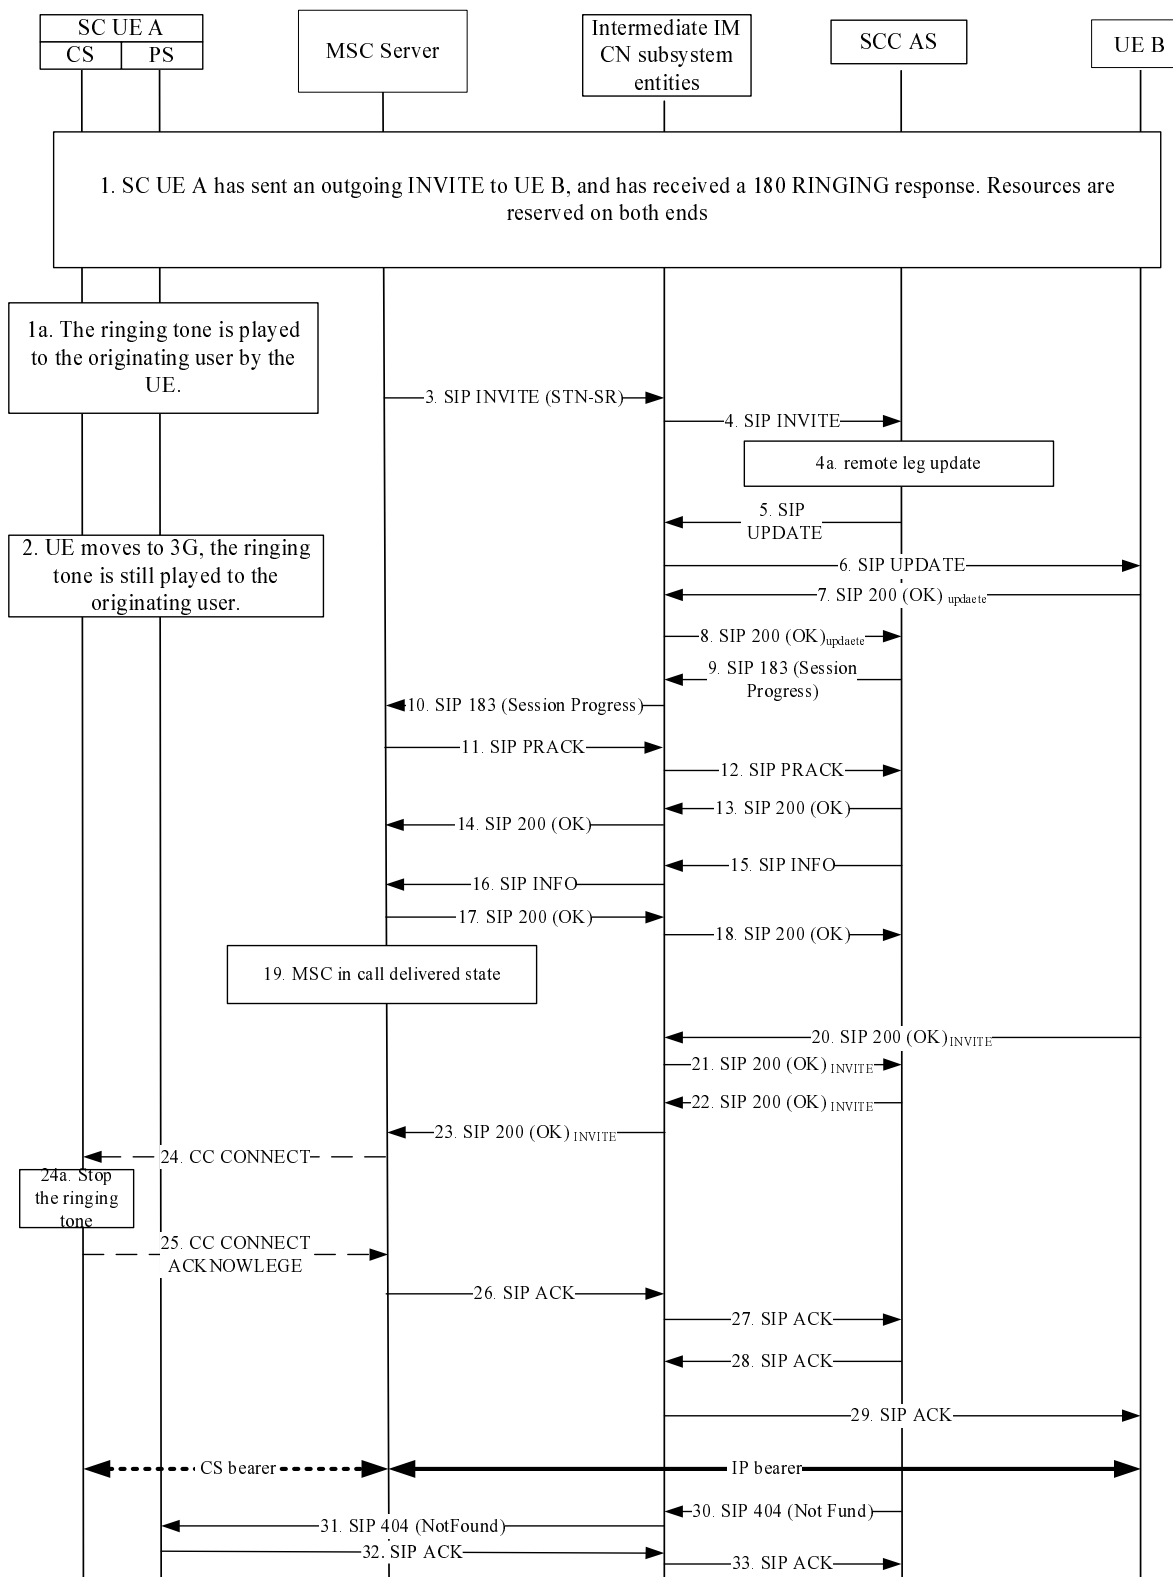 SC UE A
CS
PS
MSC Server
Intermediate IM
CN subsystem
entities
SCC AS
UE B
1. SC UE A has sent an outgoing INVITE to UE B, and has received a 180 RINGING response. Resources are
reserved on both ends
1a. The ringing tone is played
to the originating user by the
UE.
3. SIP INVITE (STN-SR)
4. SIP INVITE
4a. remote leg update
5. SIP
UPDATE
2. UE moves to 3G, the ringing
tone is still played to the
originating user.
6. SIP UPDATE
7. SIP 200 (OK) updaete
8. SIP 200 (OK)updaete
9. SIP 183 (Session
Progress)
10. SIP 183 (Session Progress)
11. SIP PRACK
12. SIP PRACK
13. SIP 200 (OK)
14. SIP 200 (OK)
15. SIP INFO
16. SIP INFO
17. SIP 200 (OK)
18. SIP 200 (OK)
19. MSC in call delivered state
20. SIP 200 (OK)INVITE
21. SIP 200 (OK) INVITE
22. SIP 200 (OK) INVITE
23. SIP 200 (OK) INVITE
24. CC CONNECT
24a. Stop
the ringing
tone
25. CC CONNECT
ACKNOWLEGE
26. SIP ACK
27. SIP ACK
28. SIP ACK
29. SIP ACK
CS bearer
IP bearer
30. SIP 404 (Not Fund)
31. SIP 404 (NotFound)
32. SIP ACK
33. SIP ACK